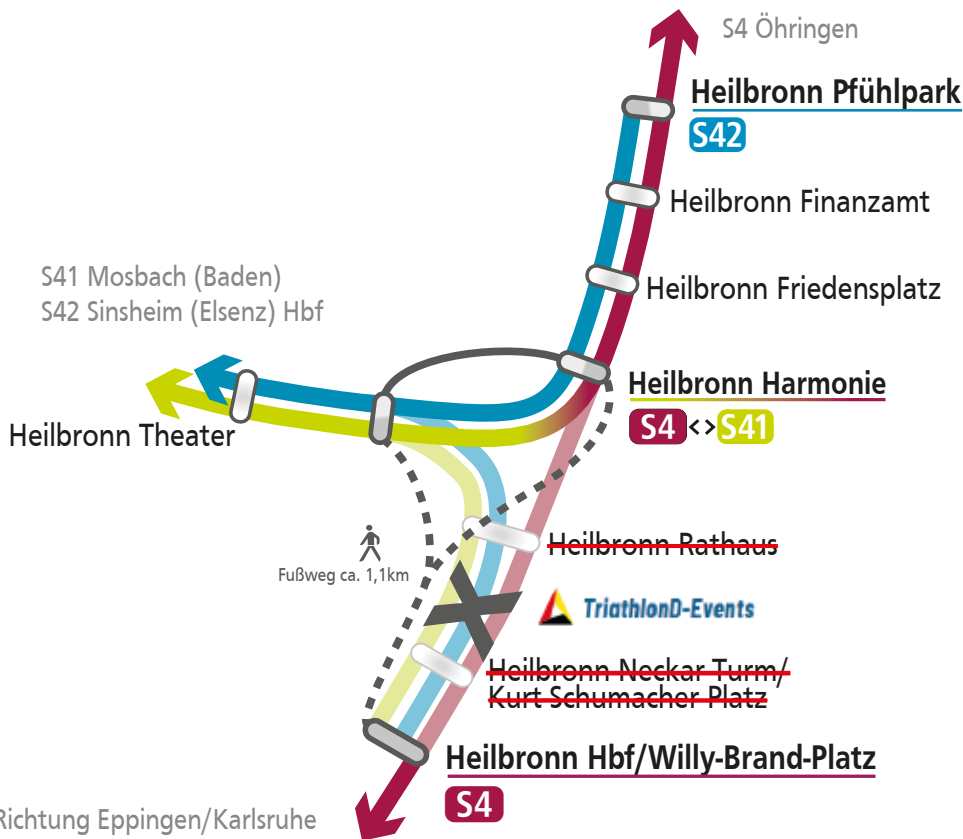 S4 Öhringen
Heilbronn Pfühlpark
S42
Heilbronn Finanzamt
S41 Mosbach (Baden)
S42 Sinsheim (Elsenz) Hbf
Heilbronn Friedensplatz
Heilbronn Harmonie
S4 <> S41
Heilbronn Theater
Heilbronn Rathaus
Fußweg ca. 1,1km
TriathlonD-Events
Heilbronn Neckar Turm/
Kurt Schumacher Platz
Heilbronn Hbf/Willy-Brand-Platz
S4
Richtung Eppingen/Karlsruhe